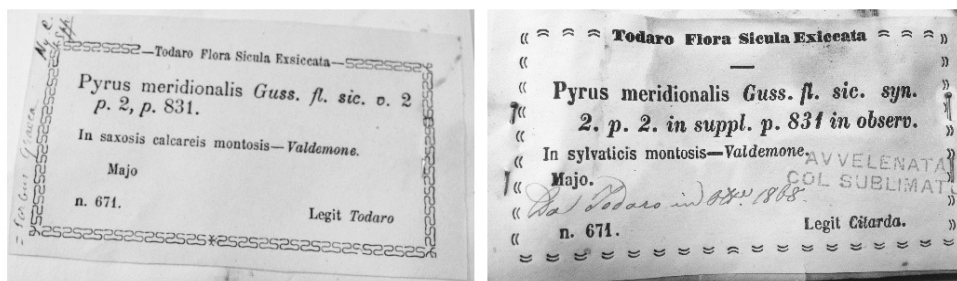 Todaro Flora Sicula Exsiccata
Pyrus meridionalis Guss. fl. sic. v. 2
p. 2, p. 831.
In saxosis calcareis montosis—Valdemone.
Majo
n. 671.
Legit Todaro
Todaro Flora Sicula Exiccata
Pyrus meridionalis Guss. fl. sic. syn.
2. p. 2. in suppl. p. 831 in observ.
In sylvaticis montosis—Valdemone.
AVVELENATA
COL SUBLIMAT
Majo.
Da Todaro in 1868.
n. 671.
Legit Citarda.